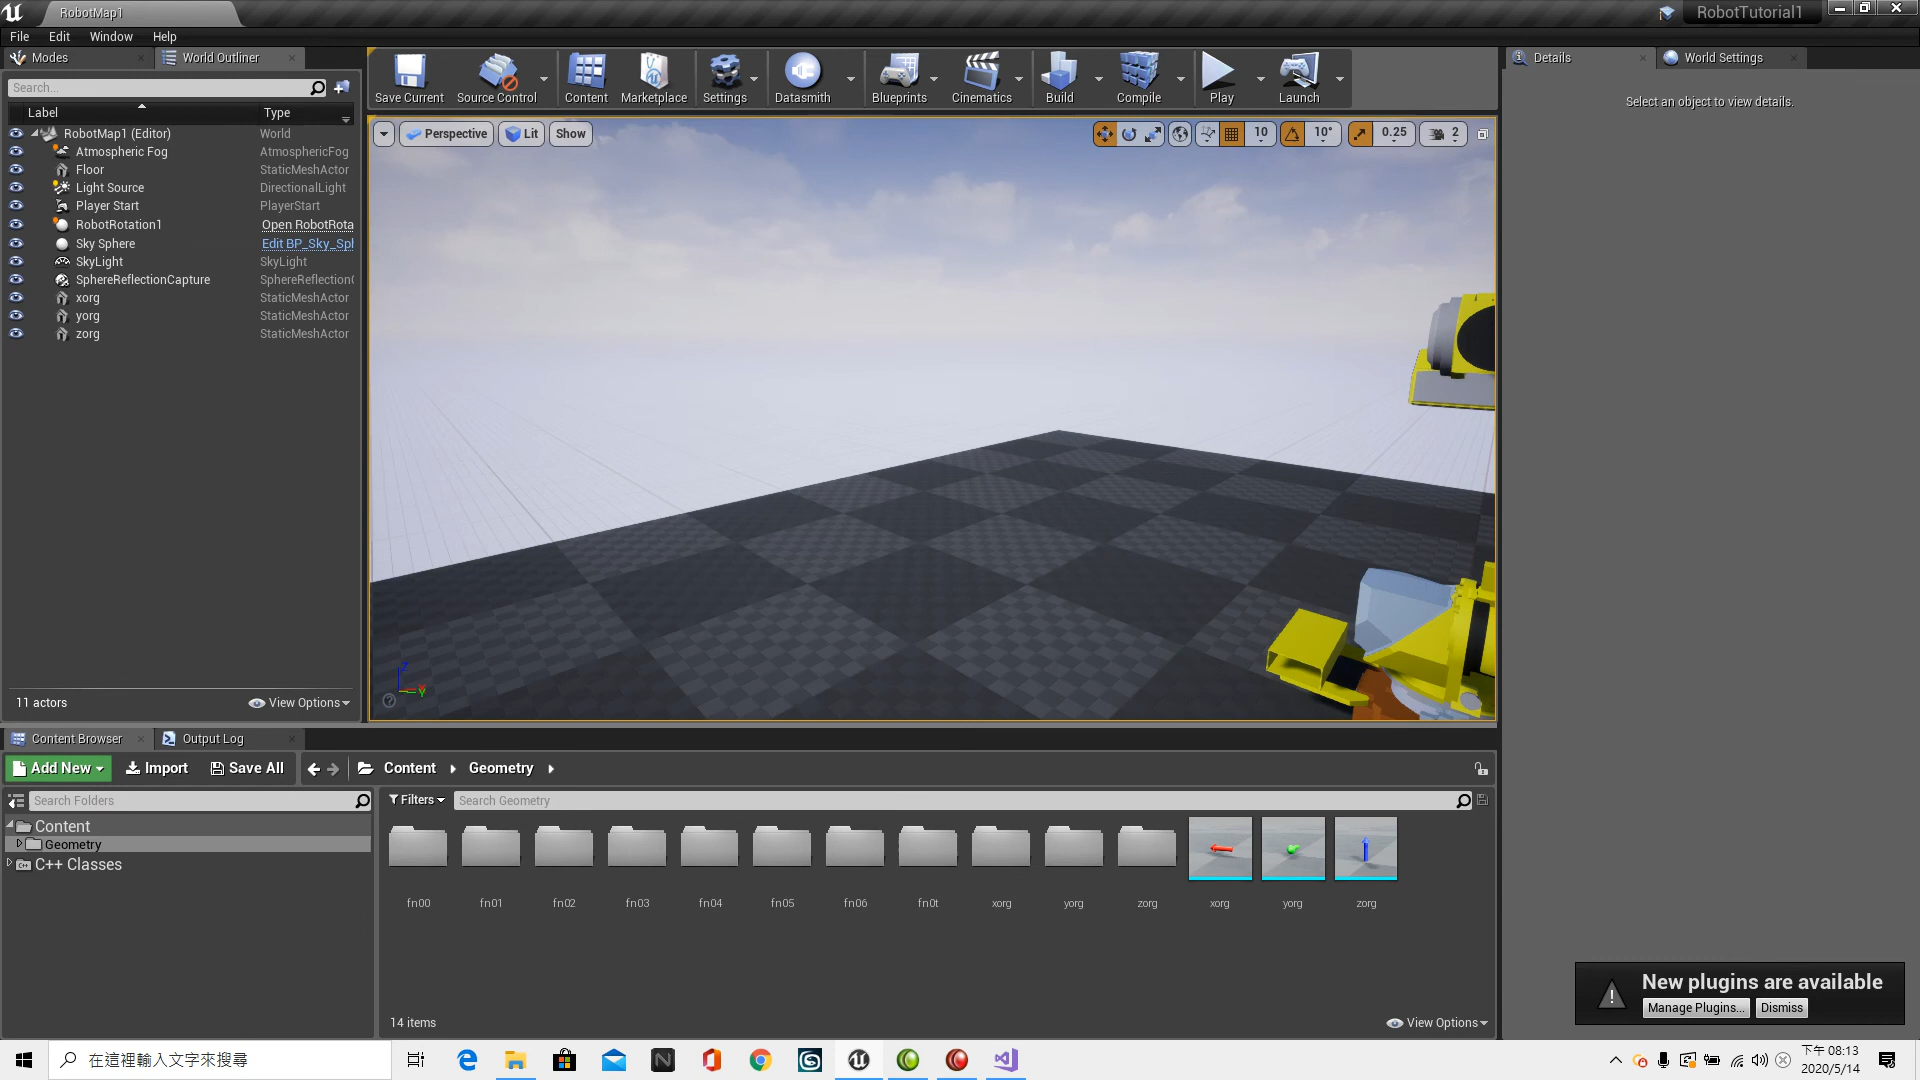 RobotMap1
RobotTutorial1
File Edit Window Help
Modes
World Outliner
Search...
Label Type
RobotMap1 (Editor) World
Atmospheric Fog AtmosphericFog
Floor StaticMeshActor
Light Source DirectionalLight
Player Start PlayerStart
RobotRotation1 Open RobotRota
Sky Sphere Edit BP_Sky_Sph
SkyLight SkyLight
SphereReflectionCapture SphereReflectionC
xorg StaticMeshActor
yorg StaticMeshActor
zorg StaticMeshActor
11 actors
View Options
Save Current Source Control Content Marketplace Settings Datasmith Blueprints Cinematics Build Compile Play Launch
Perspective Lit Show
10 10° 0.25 2
Z
Y
Details
World Settings
Select an object to view details.
Content Browser
Output Log
Add New Import Save All Content Geometry
Search Folders
Content
Geometry
C++ Classes
Filters Search Geometry
fn00 fn01 fn02 fn03 fn04 fn05 fn06 fn0t xorg yorg zorg xorg yorg zorg
14 items
View Options
New plugins are available
Manage Plugins... Dismiss
在這裡輸入文字來搜尋
下午 08:13
2020/5/14